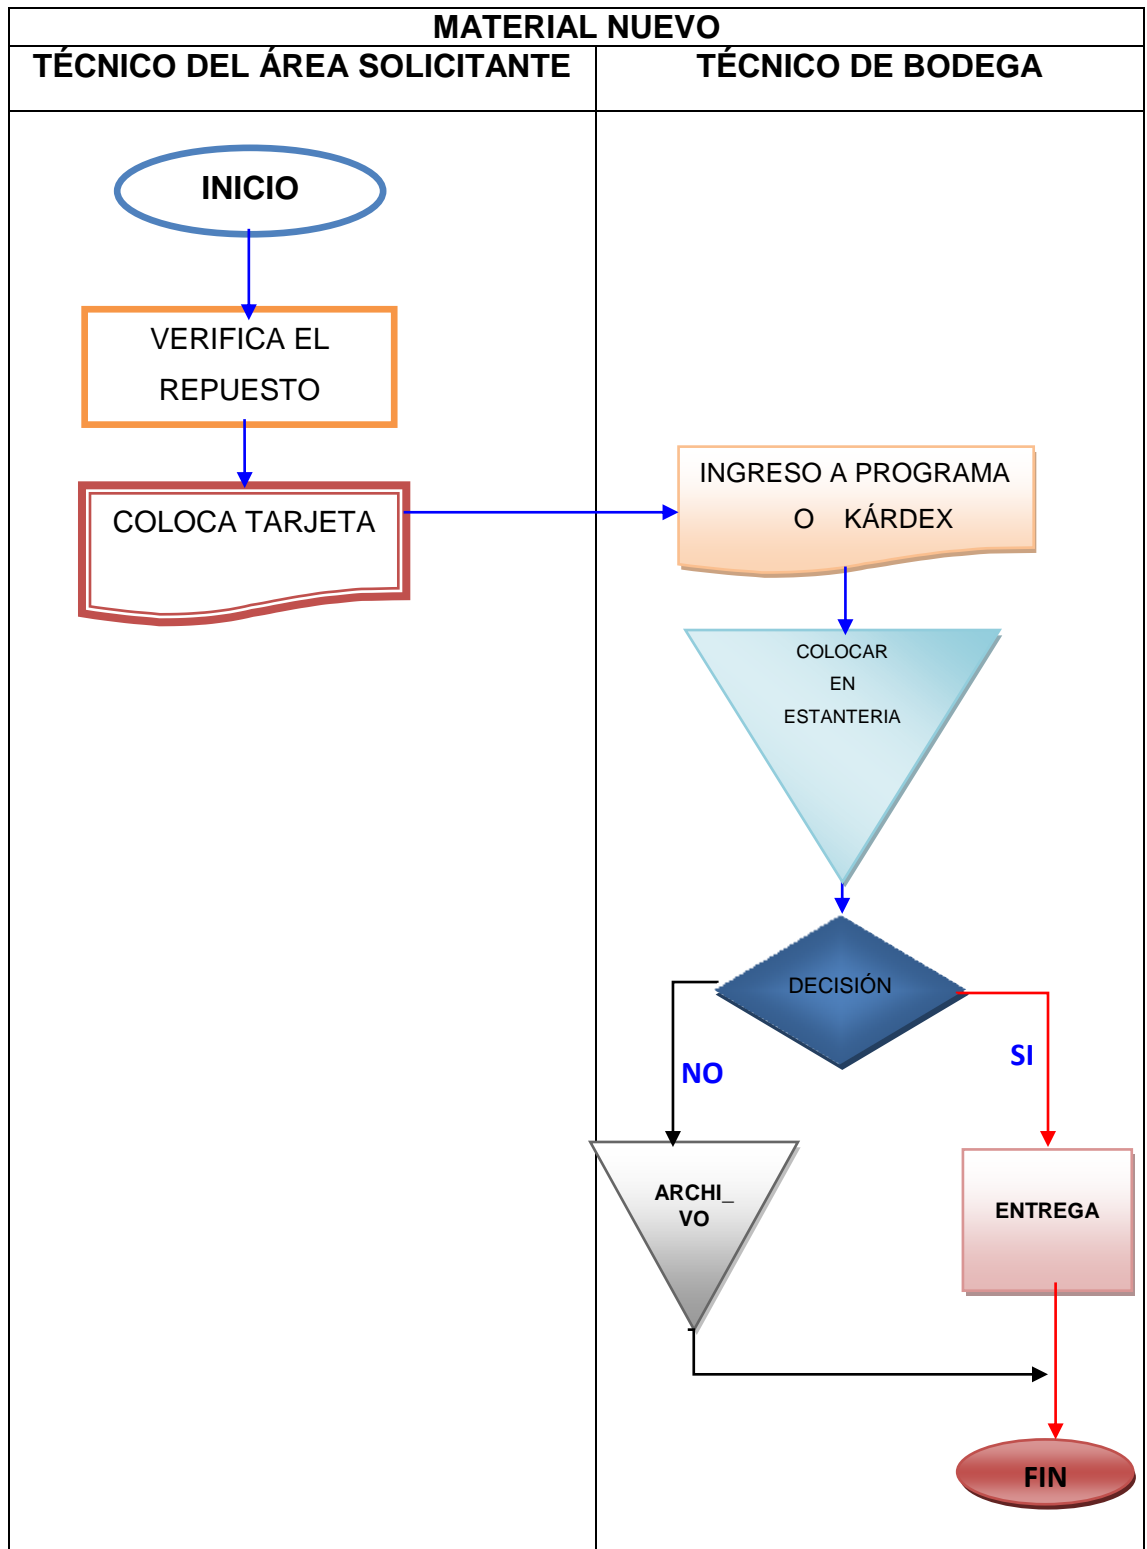 MATERIAL NUEVO
TÉCNICO DEL ÁREA SOLICITANTE
TÉCNICO DE BODEGA
INICIO
VERIFICA EL
REPUESTO
COLOCA TARJETA
INGRESO A PROGRAMA
O KÁRDEX
COLOCAR
EN
ESTANTERIA
DECISIÓN
NO
SI
ARCHI_
VO
ENTREGA
FIN